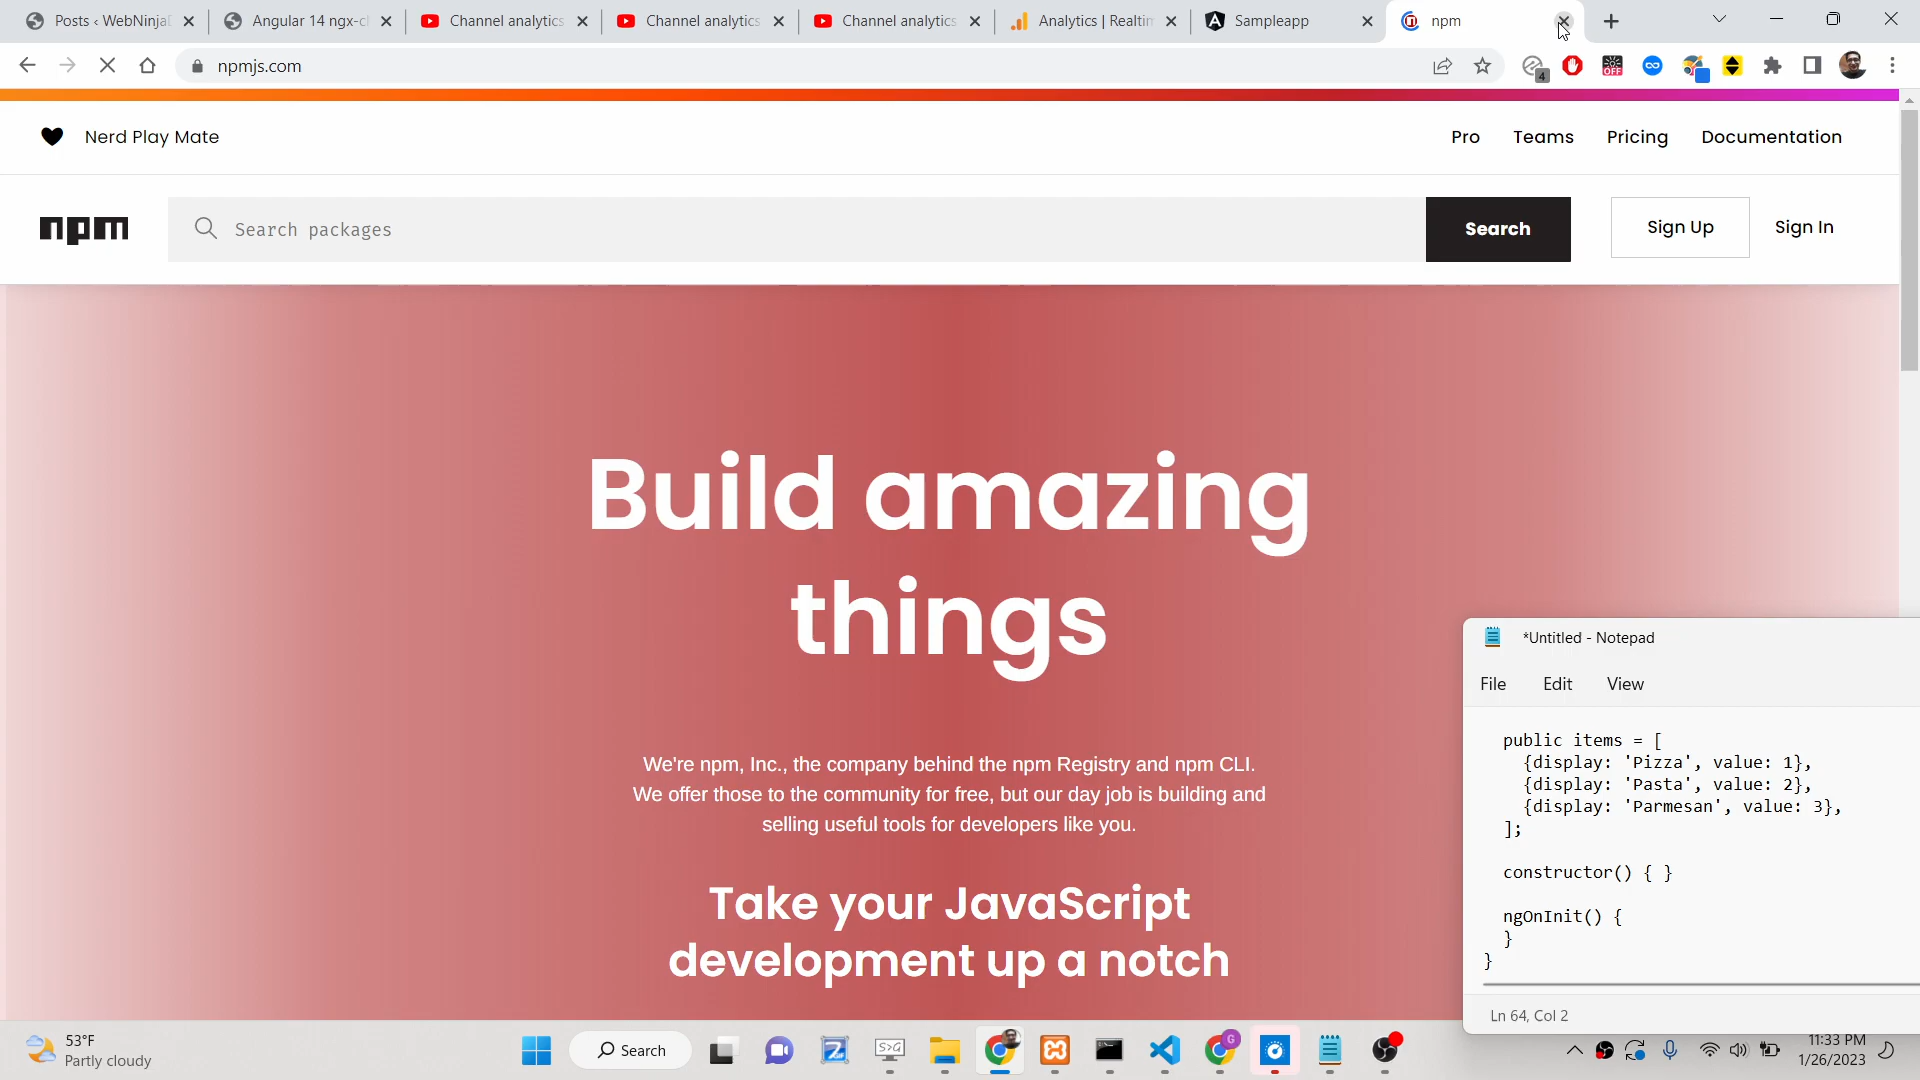 Posts ‹ WebNinjaD
Angular 14 ngx-ch
Channel analytics
Channel analytics
Channel analytics
Analytics | Realtim
Sampleapp
npm
npmjs.com
4
OFF
Nerd Play Mate
Pro
Teams
Pricing
Documentation
npm
Search packages
Search
Sign Up
Sign In
Build amazing
things
We're npm, Inc., the company behind the npm Registry and npm CLI.
We offer those to the community for free, but our day job is building and
selling useful tools for developers like you.
Take your JavaScript
development up a notch
*Untitled - Notepad
File
Edit
View
public items = [
{display: 'Pizza', value: 1},
{display: 'Pasta', value: 2},
{display: 'Parmesan', value: 3},
];
constructor() { }
ngOnInit() {
}
}
Ln 64, Col 2
53°F
Partly cloudy
Search
G
11:33 PM
1/26/2023